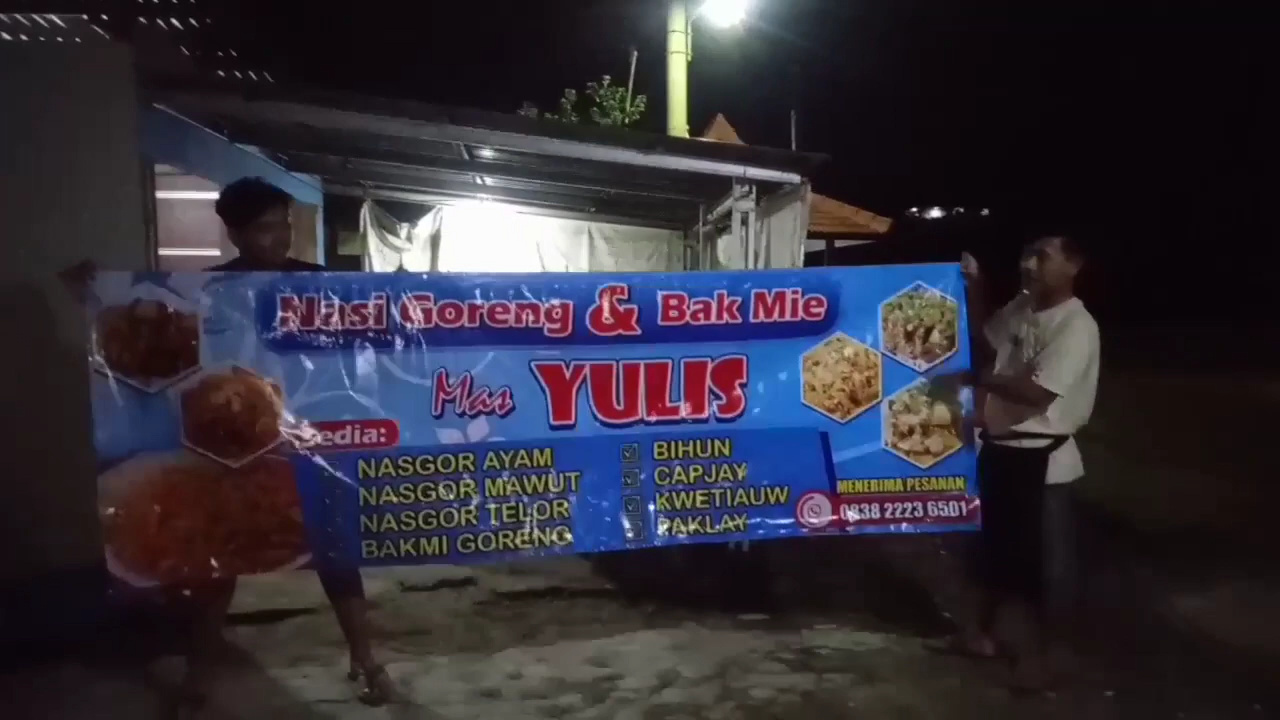 Nasi Goreng & Bak Mie
Mas YULIS
Sedia:
NASGOR AYAM
NASGOR MAWUT
NASGOR TELOR
BAKMI GORENG
BIHUN
CAPJAY
KWETIAUW
PAKLAY
MENERIMA PESANAN
0838 2223 6501